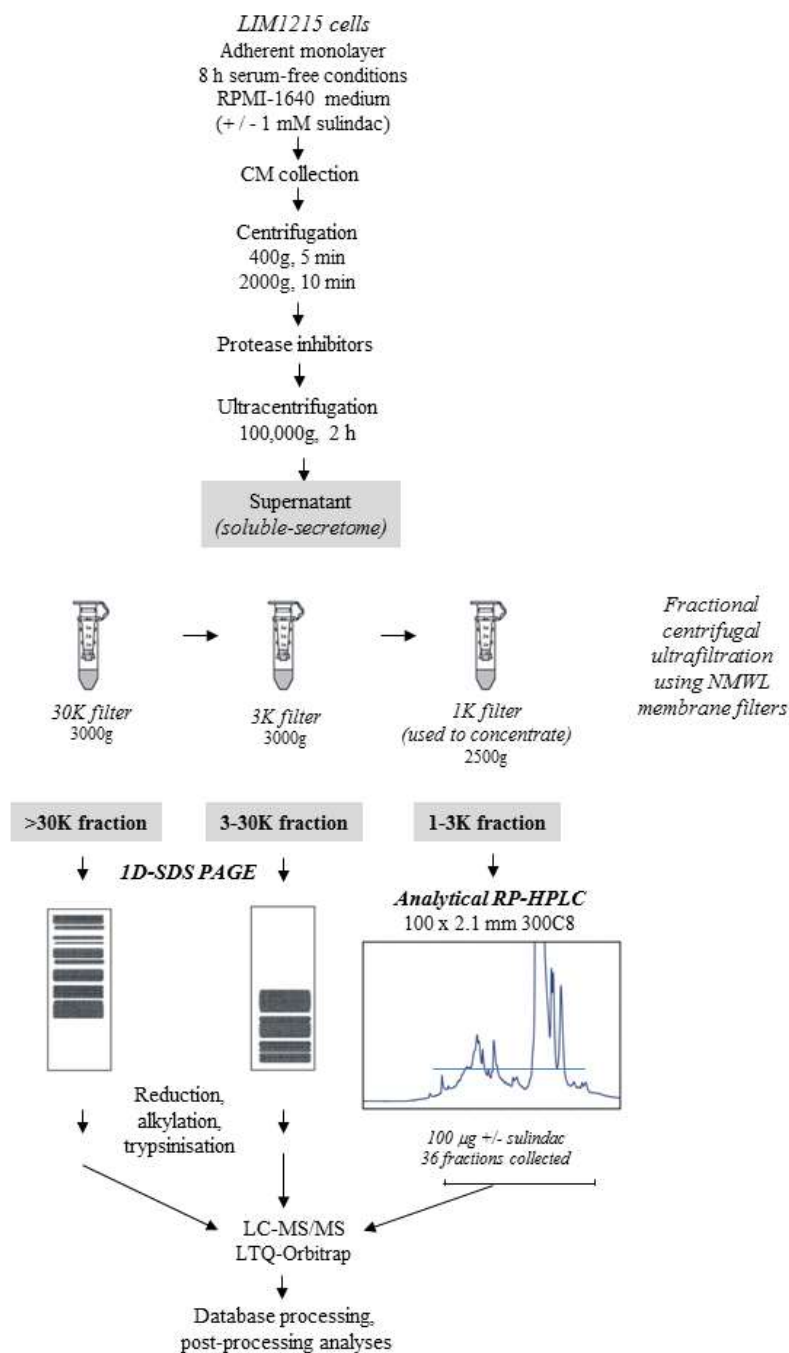 LIM1215 cells
Adherent monolayer
8 h serum-free conditions
RPMI-1640 medium
(+ / - 1 mM sulindac)
CM collection
Centrifugation
400g, 5 min
2000g, 10 min
Protease inhibitors
Ultracentrifugation
100,000g, 2 h
Supernatant
(soluble-secretome)
30K filter
3000g
3K filter
3000g
1K filter
(used to concentrate)
2500g
Fractional
centrifugal
ultrafiltration
using NMWL
membrane filters
>30K fraction
3-30K fraction
1-3K fraction
1D-SDS PAGE
Analytical RP-HPLC
100 x 2.1 mm 300C8
Reduction,
alkylation,
trypsinisation
100 µg +/- sulindac
36 fractions collected
LC-MS/MS
LTQ-Orbitrap
Database processing,
post-processing analyses